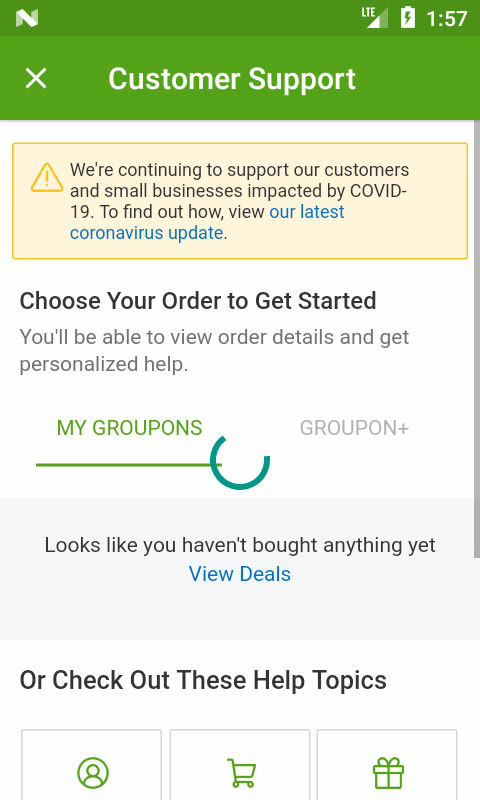 LTE 1:57
Customer Support
We're continuing to support our customers
and small businesses impacted by COVID-
19. To find out how, view our latest
coronavirus update.
Choose Your Order to Get Started
You'll be able to view order details and get
personalized help.
MY GROUPONS GROUPON+
Looks like you haven't bought anything yet
View Deals
Or Check Out These Help Topics